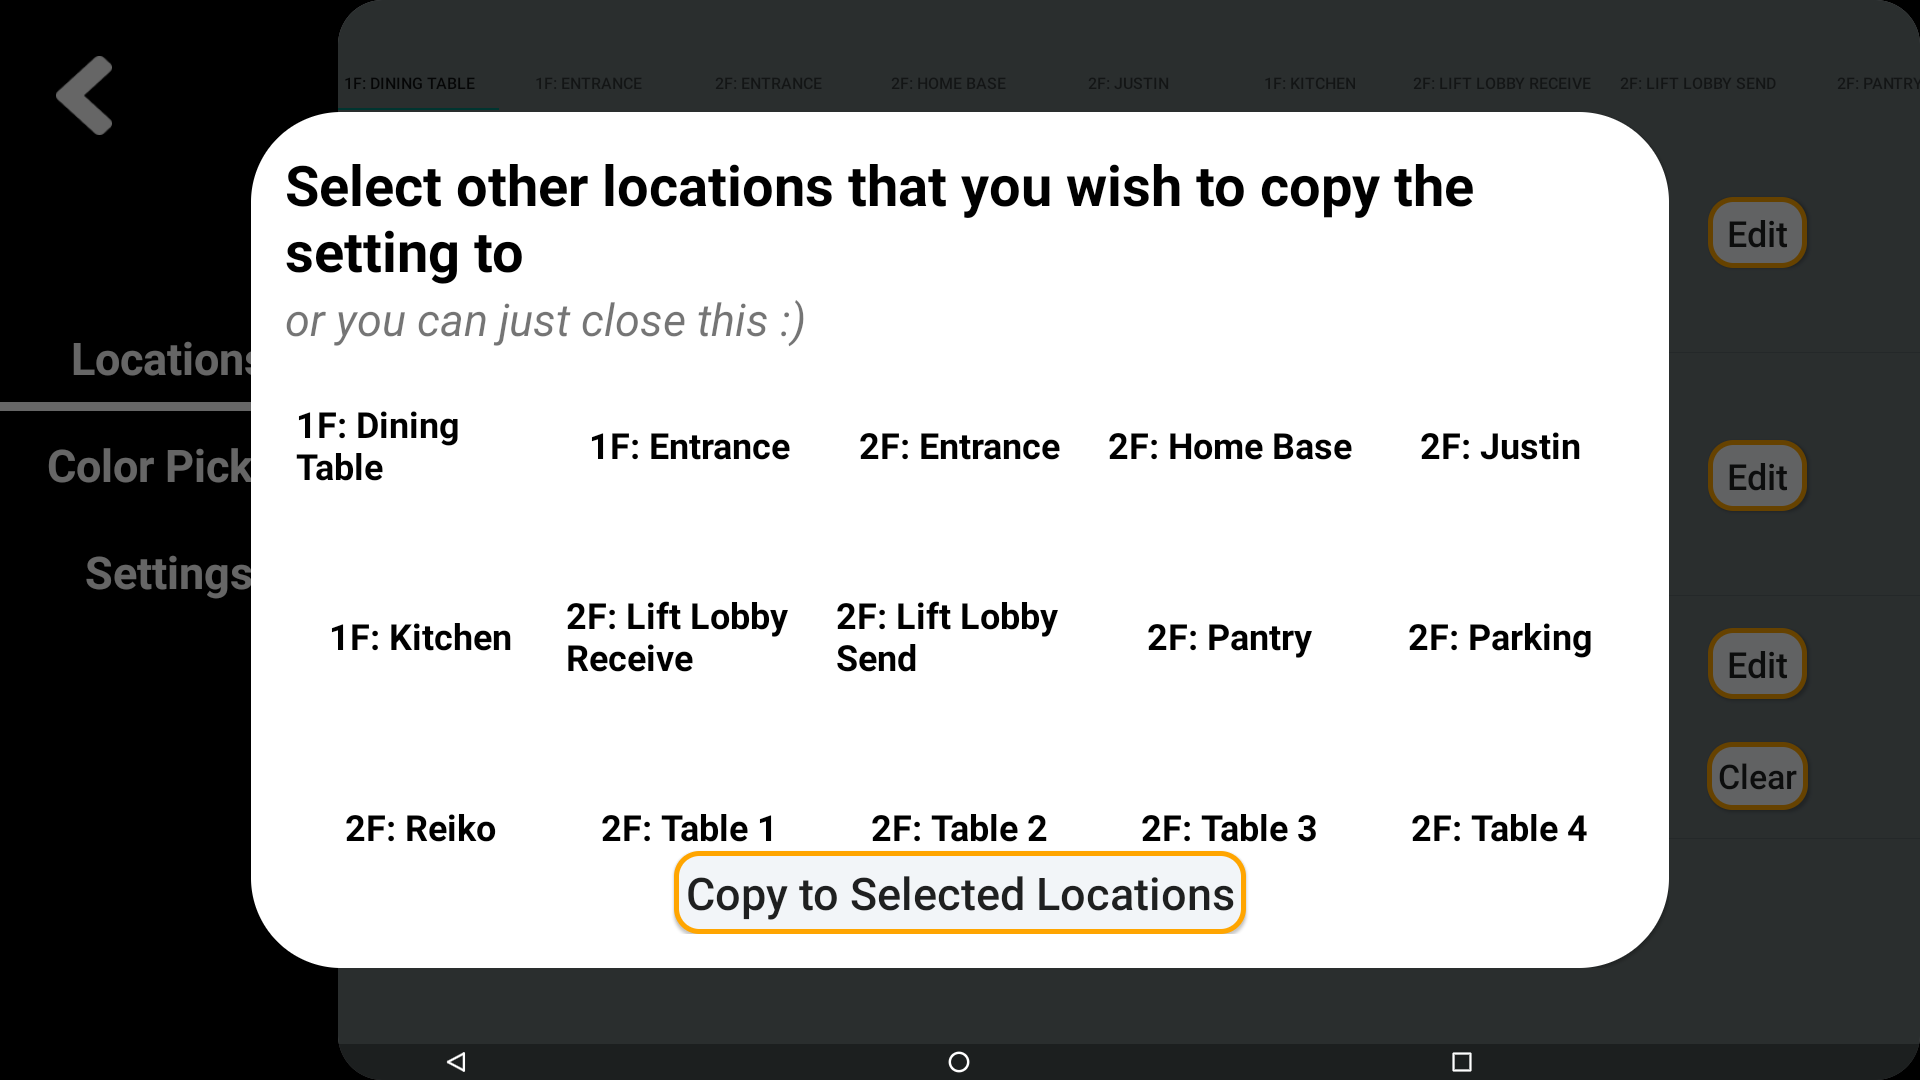 1F: DINING TABLE
1F: ENTRANCE
2F: ENTRANCE
2F: HOME BASE
2F: JUSTIN
1F: KITCHEN
2F: LIFT LOBBY RECEIVE
2F: LIFT LOBBY SEND
2F: PANTRY
Select other locations that you wish to copy the
setting to
or you can just close this :)
Edit
Locations
Color Pick
Settings
1F: Dining
Table
1F: Entrance
2F: Entrance
2F: Home Base
2F: Justin
Edit
1F: Kitchen
2F: Lift Lobby
Receive
2F: Lift Lobby
Send
2F: Pantry
2F: Parking
Edit
Clear
2F: Reiko
2F: Table 1
2F: Table 2
2F: Table 3
2F: Table 4
Copy to Selected Locations